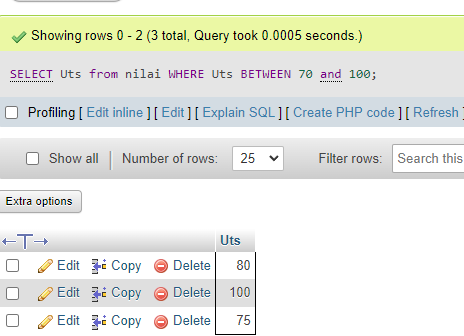 Showing rows 0 - 2 (3 total, Query took 0.0005 seconds.)
SELECT Uts from nilai WHERE Uts BETWEEN 70 and 100;
Profiling [ Edit inline ] [ Edit ] [ Explain SQL ] [ Create PHP code ] [ Refresh ]
Show all Number of rows: 25 Filter rows: Search this
Extra options
←T→ Uts
Edit Copy Delete 80
Edit Copy Delete 100
Edit Copy Delete 75